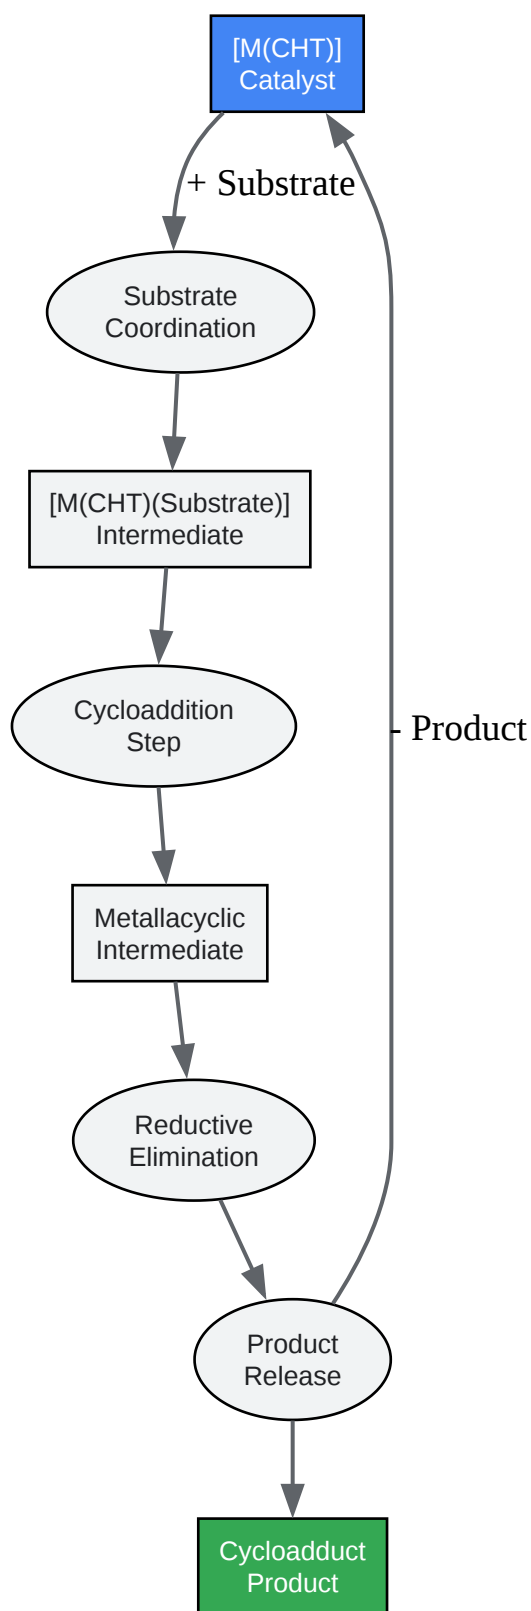 [M(CHT)]
Catalyst
+ Substrate
Substrate
Coordination
[M(CHT)(Substrate)]
Intermediate
Cycloaddition
Step
- Product
Metallacyclic
Intermediate
Reductive
Elimination
Product
Release
Cycloadduct
Product